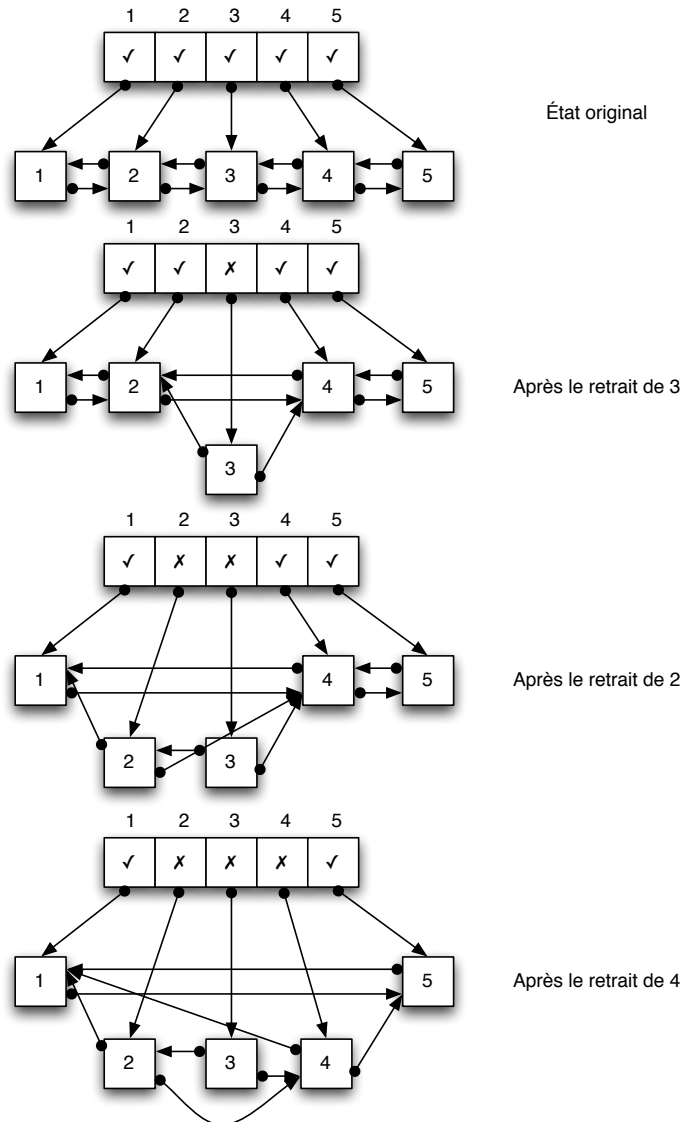 1 2 3 4 5
✓ ✓ ✓ ✓ ✓
État original
1 2 3 4 5
1 2 3 4 5
✓ ✓ ✗ ✓ ✓
1 2 4 5
Après le retrait de 3
3
1 2 3 4 5
✓ ✗ ✗ ✓ ✓
1 4 5
Après le retrait de 2
2 3
1 2 3 4 5
✓ ✗ ✗ ✗ ✓
1 5
Après le retrait de 4
2 3 4